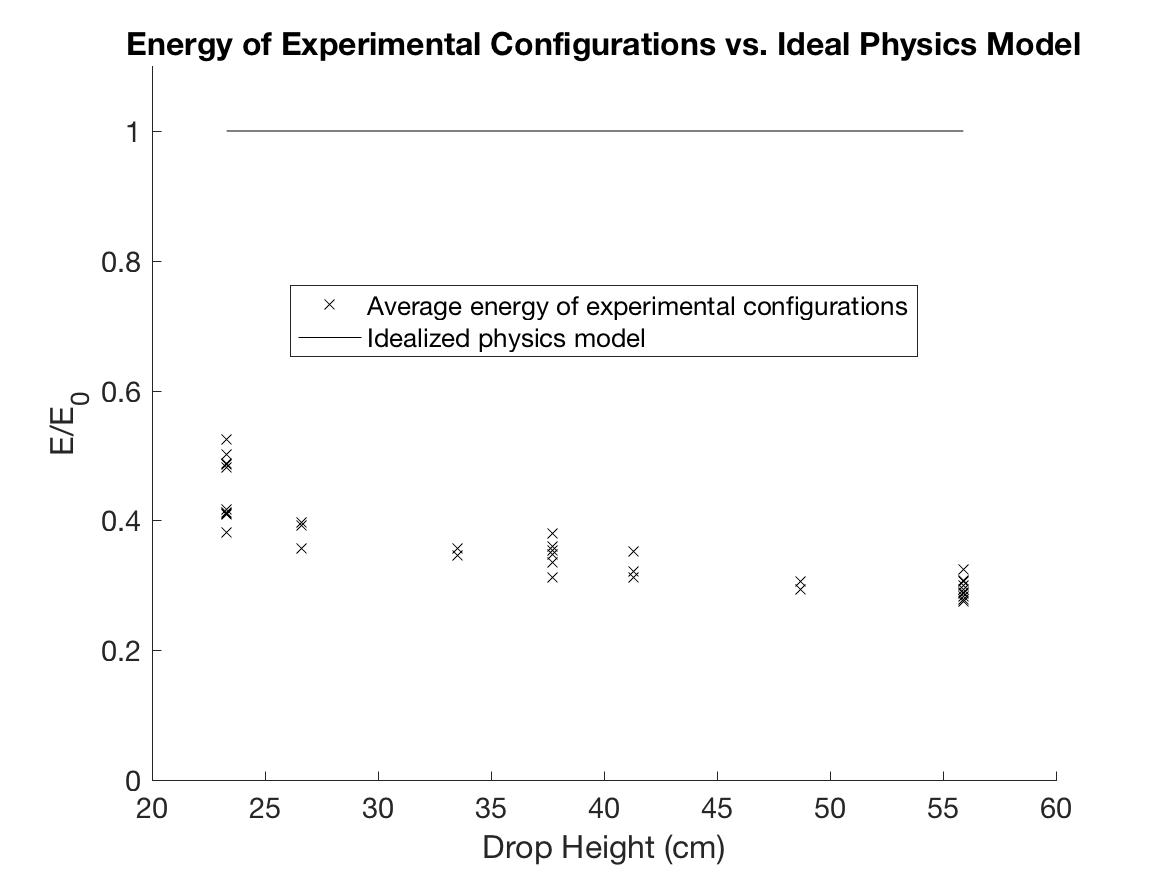 Energy of Experimental Configurations vs. Ideal Physics Model
1
0.8
Average energy of experimental configurations
Idealized physics model
0.6
E/E0
0.4
0.2
0
20 25 30 35 40 45 50 55 60
Drop Height (cm)